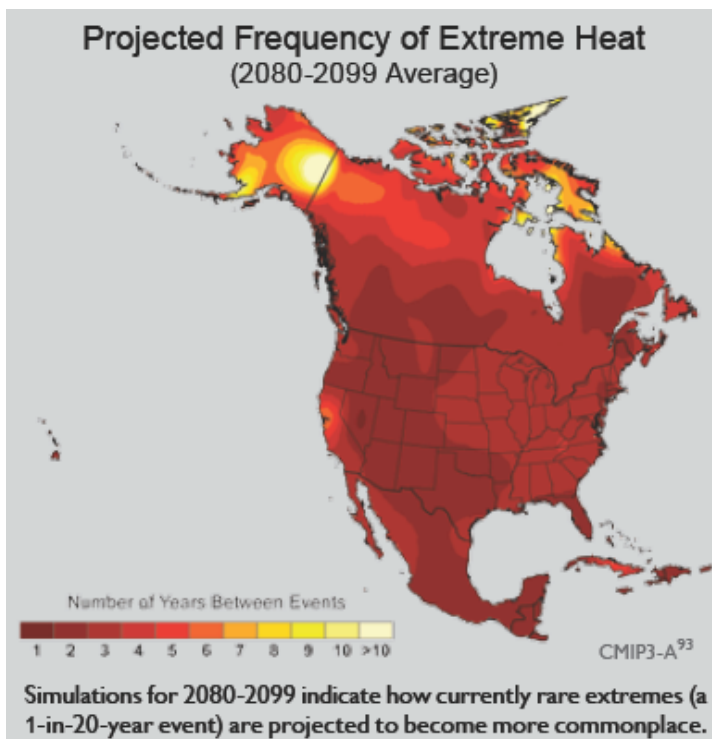 Projected Frequency of Extreme Heat
(2080-2099 Average)
Number of Years Between Events
1 2 3 4 5 6 7 8 9 10 >10
CMIP3-A93
Simulations for 2080-2099 indicate how currently rare extremes (a
1-in-20-year event) are projected to become more commonplace.